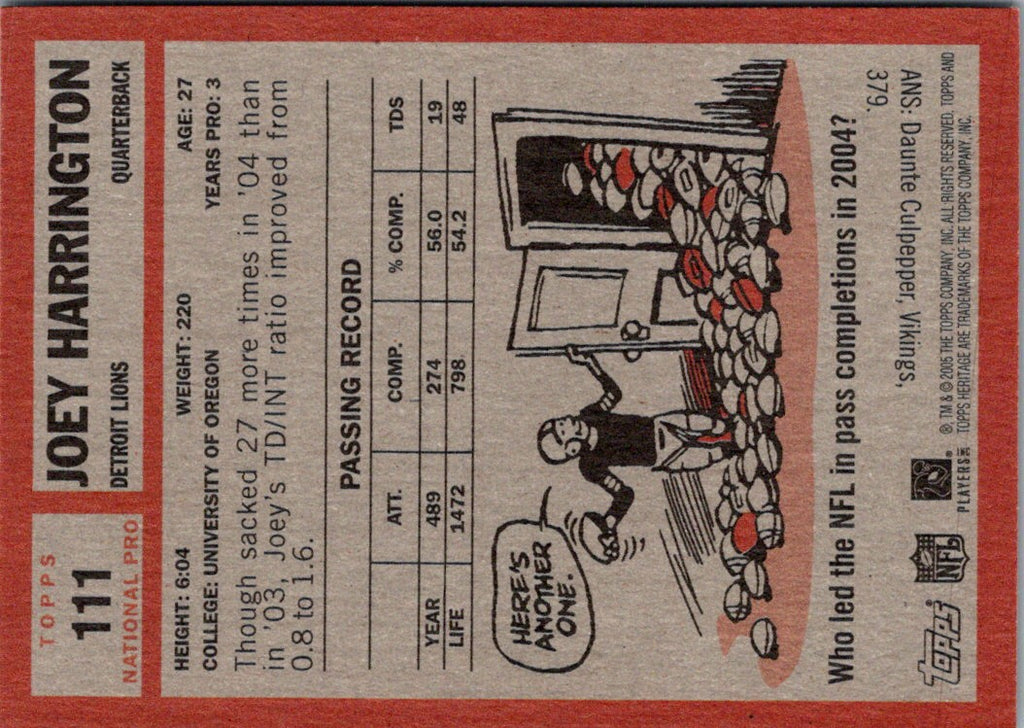 TOPPS
111
NATIONAL PRO
JOEY HARRINGTON
DETROIT LIONS QUARTERBACK
HEIGHT: 6:04 WEIGHT: 220 AGE: 27
COLLEGE: UNIVERSITY OF OREGON YEARS PRO: 3
Though sacked 27 more times in '04 than
in '03, Joey's TD/INT ratio improved from
0.8 to 1.6.
PASSING RECORD
ATT. COMP. % COMP. TDS
YEAR 489 274 56.0 19
LIFE 1472 798 54.2 48
HERE'S
ANOTHER
ONE.
Who led the NFL in pass completions in 2004?
ANS: Daunte Culpepper, Vikings,
379.
Topps NFL PLAYERS INC
®, TM & © 2005 THE TOPPS COMPANY, INC. ALL RIGHTS RESERVED. TOPPS AND
TOPPS HERITAGE ARE TRADEMARKS OF THE TOPPS COMPANY, INC.